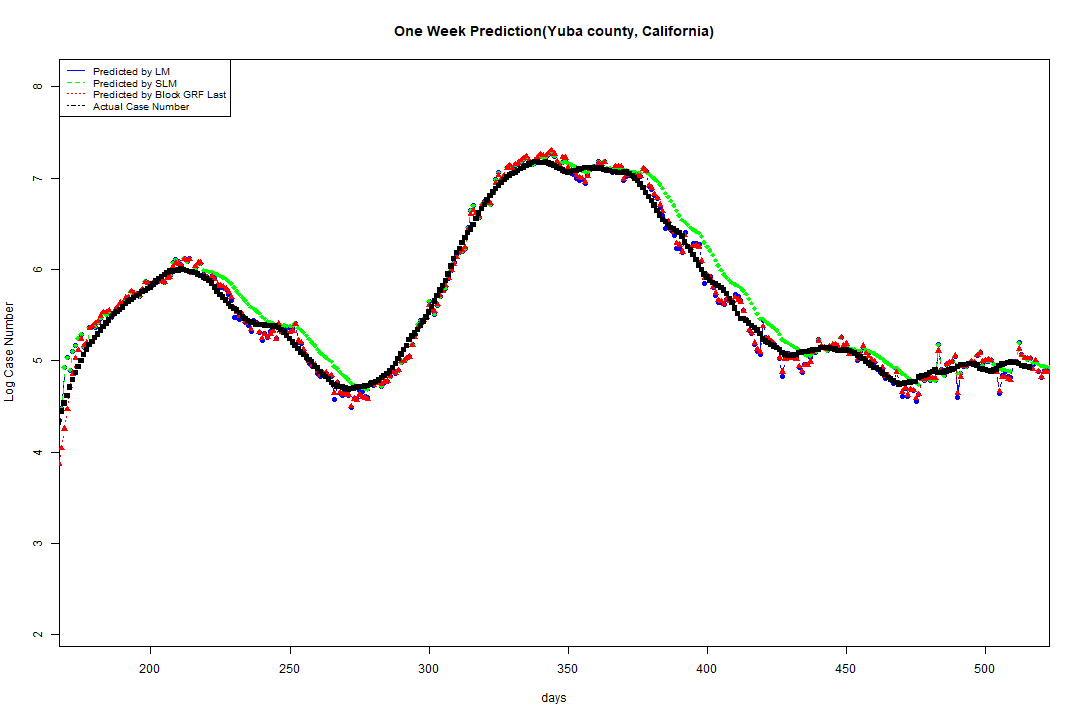 One Week Prediction(Yuba county, California)
Predicted by LM
Predicted by SLM
Predicted by Block GRF Last
Actual Case Number
8
7
6
5
4
3
2
Log Case Number
200 250 300 350 400 450 500
days